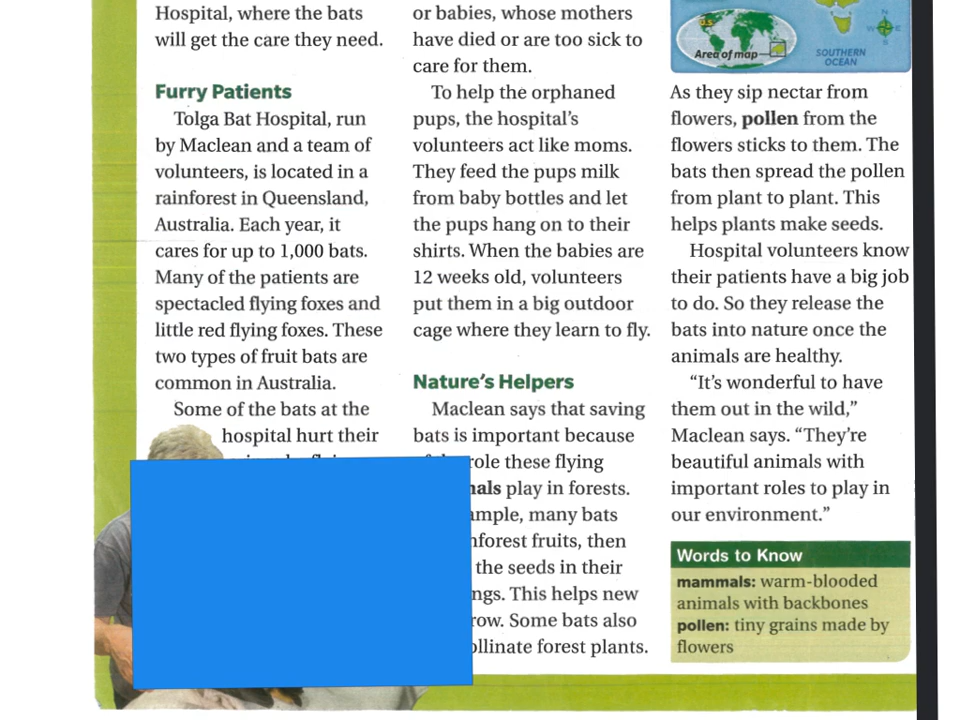 Hospital, where the bats
will get the care they need.
Furry Patients
Tolga Bat Hospital, run
by Maclean and a team of
volunteers, is located in a
rainforest in Queensland,
Australia. Each year, it
cares for up to 1,000 bats.
Many of the patients are
spectacled flying foxes and
little red flying foxes. These
two types of fruit bats are
common in Australia.
Some of the bats at the
hospital hurt their
or babies, whose mothers
have died or are too sick to
care for them.
To help the orphaned
pups, the hospital's
volunteers act like moms.
They feed the pups milk
from baby bottles and let
the pups hang on to their
shirts. When the babies are
12 weeks old, volunteers
put them in a big outdoor
cage where they learn to fly.
Nature's Helpers
Maclean says that saving
bats is important because
role these flying
play in forests.
many bats
fruits, then
the seeds in their
This helps new
Some bats also
forest plants.
U.S.
Area of map
SOUTHERN
OCEAN
N
W E
S
As they sip nectar from
flowers, pollen from the
flowers sticks to them. The
bats then spread the pollen
from plant to plant. This
helps plants make seeds.
Hospital volunteers know
their patients have a big job
to do. So they release the
bats into nature once the
animals are healthy.
"It's wonderful to have
them out in the wild,"
Maclean says. "They're
beautiful animals with
important roles to play in
our environment."
Words to Know
mammals: warm-blooded
animals with backbones
pollen: tiny grains made by
flowers